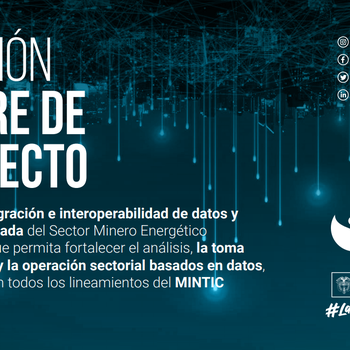 IÓN
RE DE
ECTO
gración e interoperabilidad de datos y
ada del Sector Minero Energético
ue permita fortalecer el análisis, la toma
y la operación sectorial basados en datos,
n todos los lineamientos del MINTIC
#La